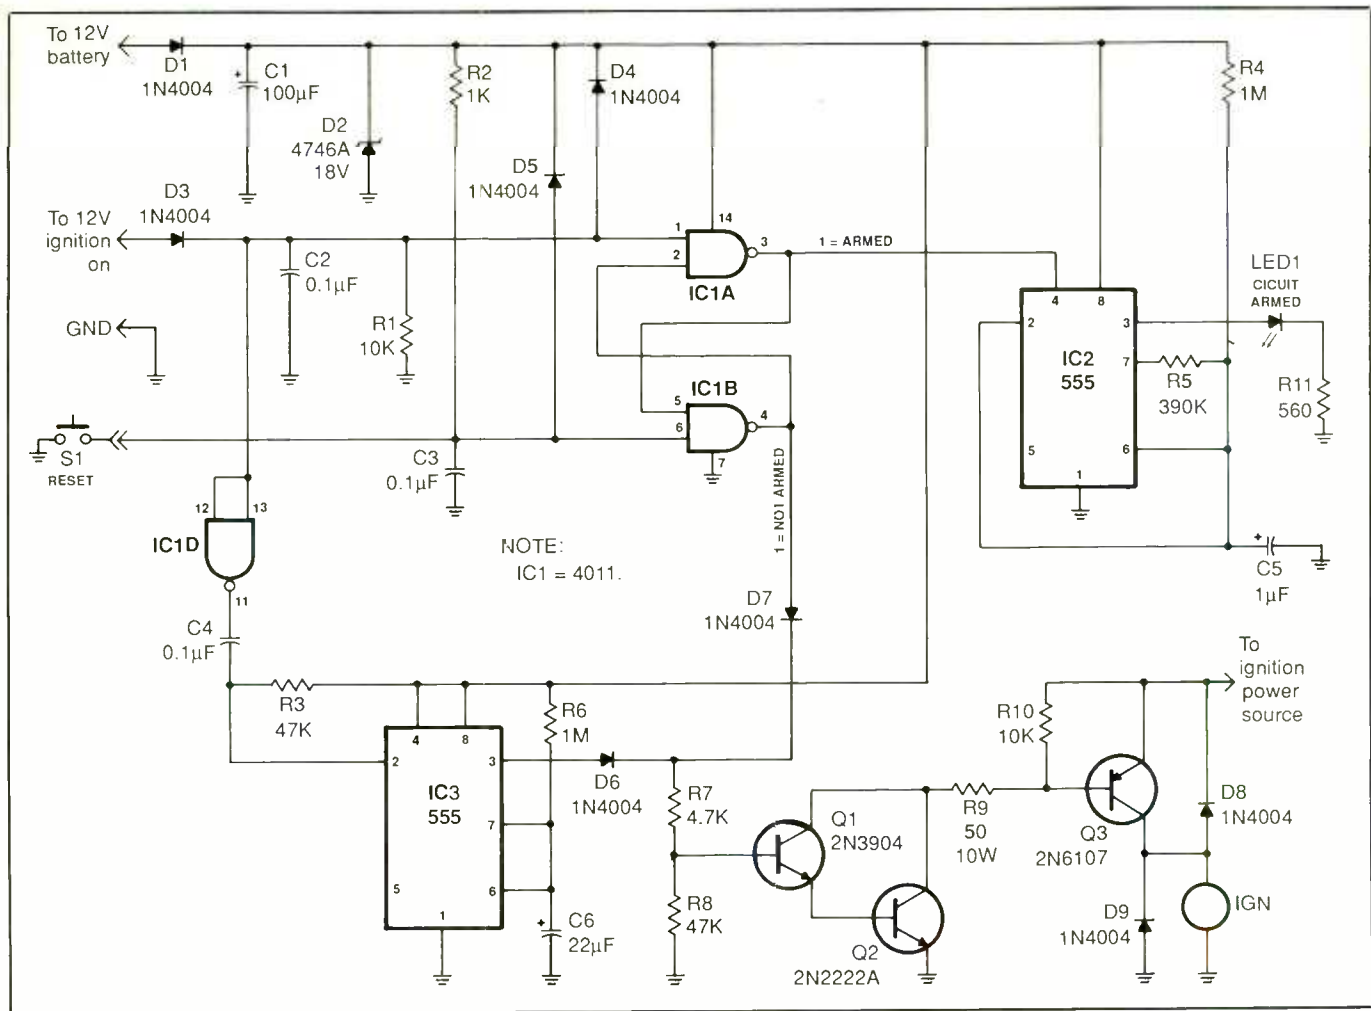 To 12V
battery
D1
1N4004
C1
100µF
D2
4746A
18V
R2
1K
D5
1N4004
D4
1N4004
R4
1M
D3
1N4004
To 12V
ignition
on
C2
0.1µF
GND
R1
10K
1
2
14
3
IC1A
1 = ARMED
4
8
2
3
7
5
6
1
IC2
555
R5
390K
LED1
CICUIT
ARMED
R11
560
C5
1µF
+
+
S1
RESET
C3
0.1µF
IC1B
5
6
4
7
1 = NO1 ARMED
12
13
IC1D
11
NOTE:
IC1 = 4011.
C4
0.1µF
R3
47K
D7
1N4004
4
8
2
3
7
5
6
1
IC3
555
R6
1M
D6
1N4004
+
C6
22µF
R7
4.7K
R8
47K
Q1
2N3904
Q2
2N2222A
R9
50
10W
R10
10K
To
ignition
power
source
Q3
2N6107
D8
1N4004
D9
1N4004
IGN